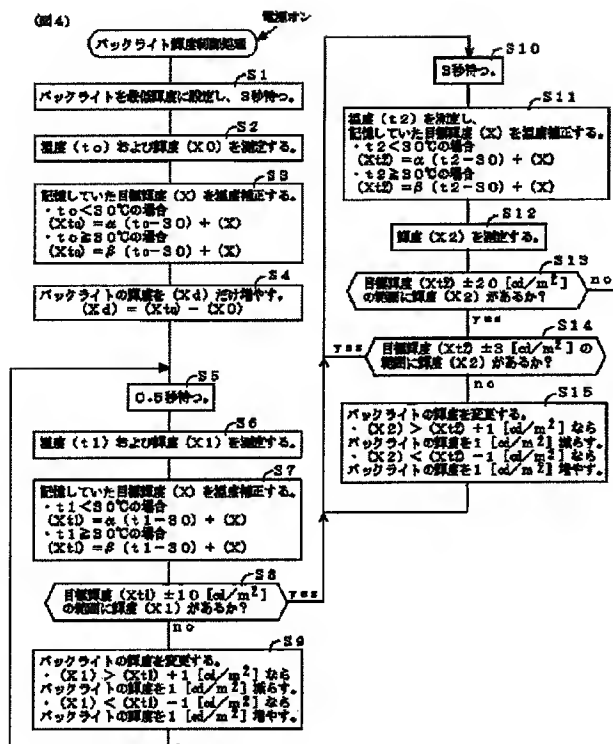 (図4)
電源オン
バックライト輝度制御処理
S1
バックライトを最低輝度に設定し、3秒待つ。
S2
温度(to)および輝度(X0)を測定する。
S3
記憶していた目標輝度(X)を温度補正する。
・to<30℃の場合
(Xto)=α(to-30)+(X)
・to≧30℃の場合
(Xto)=β(to-30)+(X)
S4
バックライトの輝度を(Xd)だけ増やす。
(Xd)=(Xto)-(X0)
S5
0.5秒待つ。
S6
温度(t1)および輝度(X1)を測定する。
S7
記憶していた目標輝度(X)を温度補正する。
・t1<30℃の場合
(Xt1)=α(t1-30)+(X)
・t1≧30℃の場合
(Xt1)=β(t1-30)+(X)
S8
目標輝度(Xt1)±10[cd/m²]
の範囲に輝度(X1)があるか?
yes
no
S9
バックライトの輝度を変更する。
・(X1)>(Xt1)+1[cd/m²]なら
バックライトを輝度を1[cd/m²]減らす。
・(X1)<(Xt1)-1[cd/m²]なら
バックライトを輝度を1[cd/m²]増やす。
S10
3秒待つ。
S11
温度(t2)を測定し、
記憶していた目標輝度(X)を温度補正する。
・t2<30℃の場合
(Xt2)=α(t2-30)+(X)
・t2≧30℃の場合
(Xt2)=β(t2-30)+(X)
S12
輝度(X2)を測定する。
S13
目標輝度(Xt2)±20[cd/m²]
の範囲に輝度(X2)があるか?
no
yes
S14
目標輝度(Xt2)±3[cd/m²]の
範囲に輝度(X2)があるか?
yes
no
S15
バックライトの輝度を変更する。
・(X2)>(Xt2)+1[cd/m²]なら
バックライトを輝度を1[cd/m²]減らす。
・(X2)<(Xt2)-1[cd/m²]なら
バックライトを輝度を1[cd/m²]増やす。